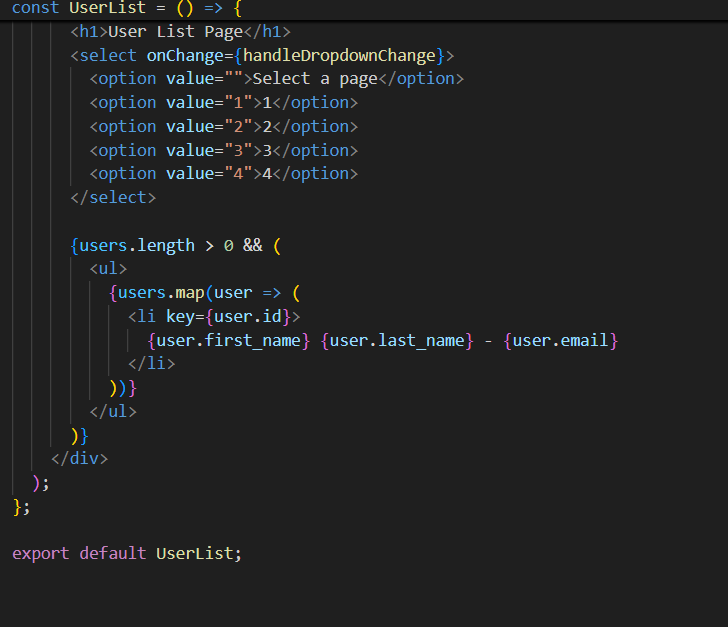 const UserList = () => {
<h1>User List Page</h1>
<select onChange={handleDropdownChange}>
<option value="">Select a page</option>
<option value="1">1</option>
<option value="2">2</option>
<option value="3">3</option>
<option value="4">4</option>
</select>
{users.length > 0 && (
<ul>
{users.map(user => (
<li key={user.id}>
{user.first_name} {user.last_name} - {user.email}
</li>
))}
</ul>
)}
</div>
);
};
export default UserList;